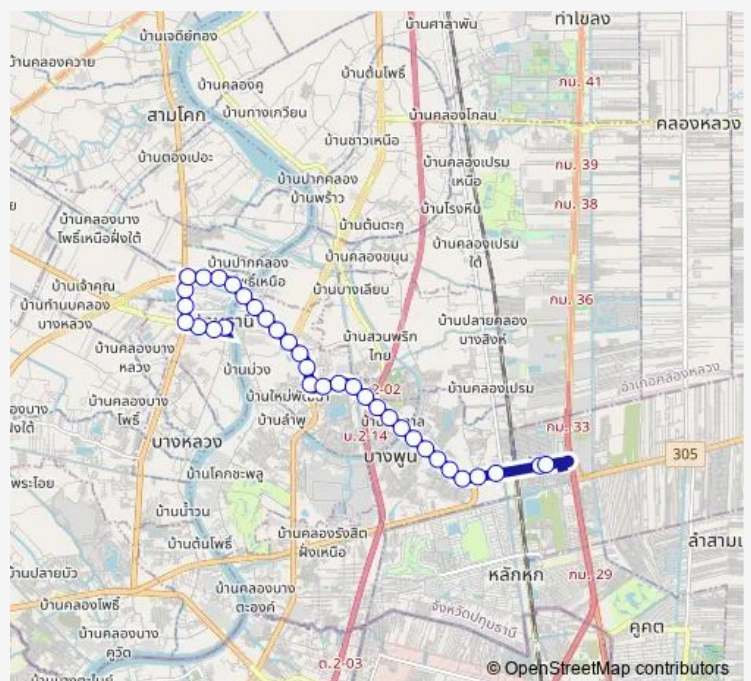 บ้านศาลาพัน
ท่าโขลง
บ้านเจดีย์ทอง
บ้านคลองควาย
บ้านคลองคู
บ้านต้นโพธิ์
กม. 41
สามโคก
บ้านทางเกวียน
บ้านคลองโกลน
คลองหลวง
บ้านชาวเหนือ
บ้านตองเปอะ
บ้านคลองเปรม
เหนือ
กม. 39
บ้านปากคลอง
บ้านพร้าว
กม. 38
บ้านโรงหีบ
บ้านคลองบาง
โพธิ์เหนือฝั่งใต้
บ้านต้นตะกู
บ้านคลองเปรม
ใต้
บ้านปากคลอง
บ้านคลองขนุน
บ้านเจ้าคุณ
บ้านบางเลียบ
กม. 36
บ้านทำนบคลอง
บางหลวง
บ้านสวนพริก
ไทย
บ้านปลายคลอง
บางสิงห์
บ้านคลองบาง
หลวง
บ้านม่วง
อำเภอคลองหลวง
บ้านคลองเปรม
2-02
บ้านคลองบาง
โพธิ์
บ้านลำพู
กม. 33
บ.2.14
บางหลวง
บางพูน
305
บ้านโคกชะพลู
พระโอย
บ้านน้ำวน
บ้านคลองรังสิต
ฝั่งเหนือ
บ้านต้นโพธิ์
บ้านปลายบัว
หลักหก
กม. 29
บ้านคลองโพธิ์
บ้านคลองบาง
ตะองค์
จังหวัดปทุมธานี
คูคต
บ้านคลองบาง
คูวัด
ต.2-03
© OpenStreetMap contributors